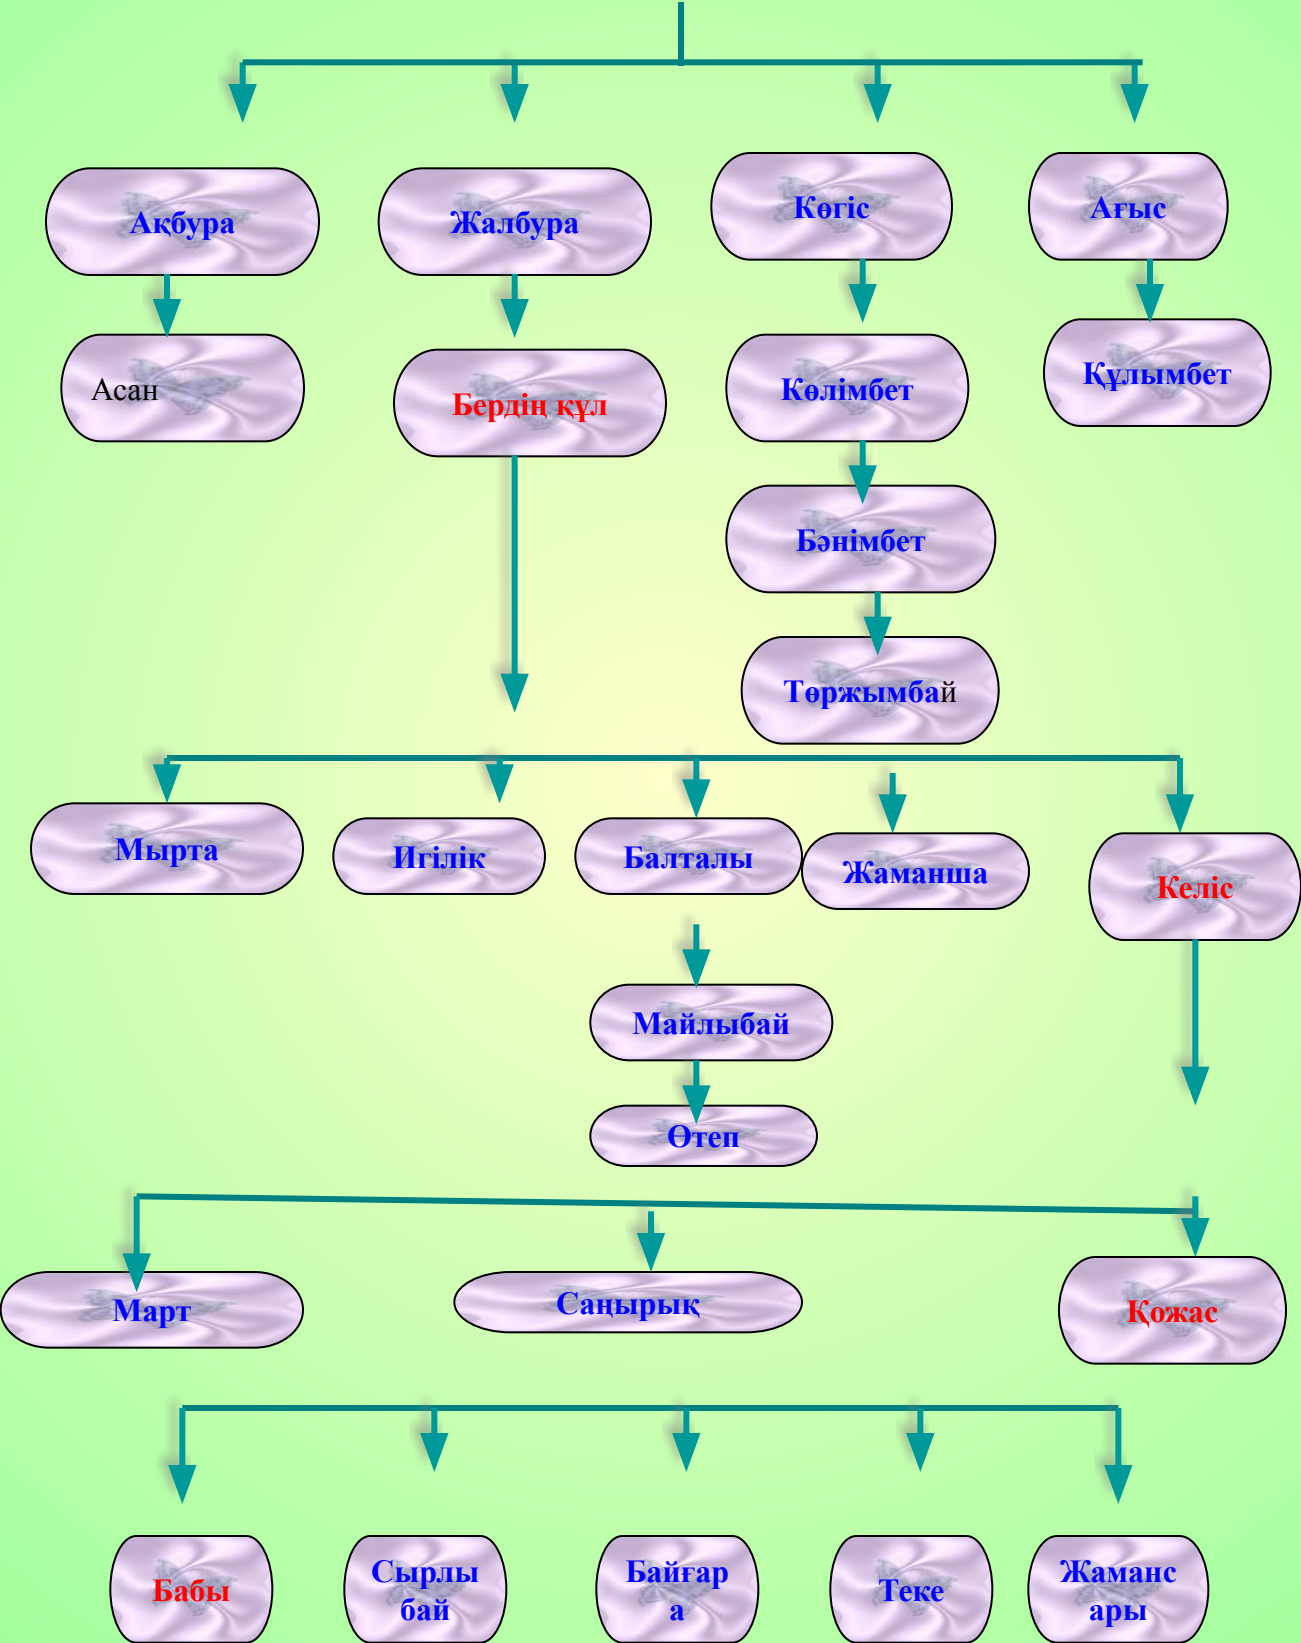 Ақбура
Жалбура
Көгіс
Ағыс
Асан
Бердің құл
Көлімбет
Құлымбет
Бәнімбет
Төржымбай
Мырта
Игілік
Балталы
Жаманша
Келіс
Майлыбай
Өтеп
Март
Саңырық
Қожас
Бабы
Сырлы
бай
Байғар
а
Теке
Жаманс
ары